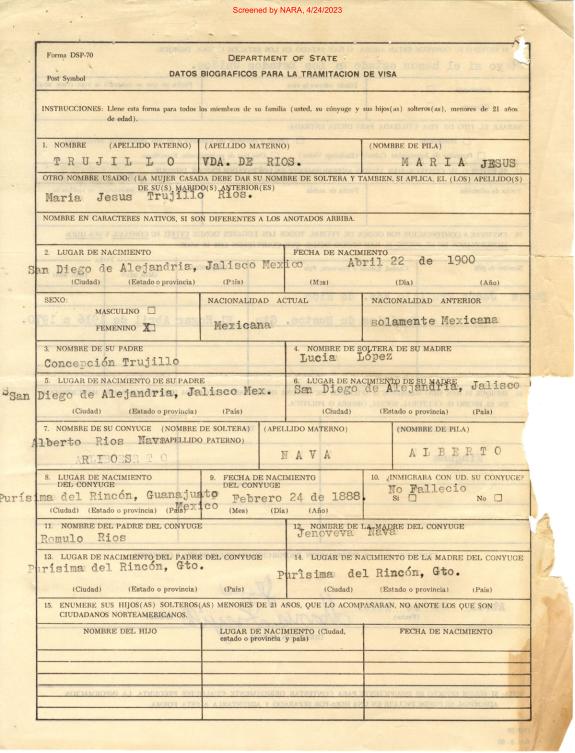 Screened by NARA, 4/24/2023
Forma DSP-70
DEPARTMENT OF STATE
DATOS BIOGRAFICOS PARA LA TRAMITACION DE VISA
Post Symbol
INSTRUCCIONES: Llene esta forma para todos los miembros de su familia (usted, su cónyuge y sus hijos(as) solteros(as), menores de 21 años
de edad).
1. NOMBRE (APELLIDO PATERNO) (APELLIDO MATERNO) (NOMBRE DE PILA)
TRUJILLO VDA. DE RIOS. MARIA JESUS
OTRO NOMBRE USADO: (LA MUJER CASADA DEBE DAR SU NOMBRE DE SOLTERA Y TAMBIEN, SI APLICA, EL (LOS) APELLIDO(S)
DE SU(S) MARIDO(S) ANTERIOR(ES)
Maria Jesus Trujillo Rios.
NOMBRE EN CARACTERES NATIVOS, SI SON DIFERENTES A LOS ANOTADOS ARRIBA.
2. LUGAR DE NACIMIENTO FECHA DE NACIMIENTO
San Diego de Alejandria, Jalisco Mexico Abril 22 de 1900
(Ciudad) (Estado o provincia) (País) (Mes) (Día) (Año)
SEXO: NACIONALIDAD ACTUAL NACIONALIDAD ANTERIOR
MASCULINO ☐
FEMENINO ☒ Mexicana solamente Mexicana
3. NOMBRE DE SU PADRE 4. NOMBRE DE SOLTERA DE SU MADRE
Concepción Trujillo Lucia López
5. LUGAR DE NACIMIENTO DE SU PADRE 6. LUGAR DE NACIMIENTO DE SU MADRE
San Diego de Alejandria, Jalisco Mex. San Diego de Alejandria, Jalisco
(Ciudad) (Estado o provincia) (País) (Ciudad) (Estado o provincia) (País)
7. NOMBRE DE SU CONYUGE (NOMBRE DE SOLTERA) (APELLIDO MATERNO) (NOMBRE DE PILA)
Alberto Rios Nava (APELLIDO PATERNO)
NAVA ALBERTO
8. LUGAR DE NACIMIENTO DEL CONYUGE 9. FECHA DE NACIMIENTO DEL CONYUGE 10. ¿INMIGRARA CON UD. SU CONYUGE?
Purísima del Rincón, Guanajuato Mexico Febrero 24 de 1888. No Fallecio
(Ciudad) (Estado o provincia) (País) (Mes) (Día) (Año) Si ☐ No ☐
11. NOMBRE DEL PADRE DEL CONYUGE 12. NOMBRE DE LA MADRE DEL CONYUGE
Romulo Rios Jenoveva Nava
13. LUGAR DE NACIMIENTO DEL PADRE DEL CONYUGE 14. LUGAR DE NACIMIENTO DE LA MADRE DEL CONYUGE
Purísima del Rincón, Gto. Purísima del Rincón, Gto.
(Ciudad) (Estado o provincia) (País) (Ciudad) (Estado o provincia) (País)
15. ENUMERE SUS HIJOS(AS) SOLTEROS(AS) MENORES DE 21 AÑOS, QUE LO ACOMPAÑARAN, NO ANOTE LOS QUE SON
CIUDADANOS NORTEAMERICANOS.
NOMBRE DEL HIJO LUGAR DE NACIMIENTO (Ciudad, FECHA DE NACIMIENTO
estado o provincia y país)